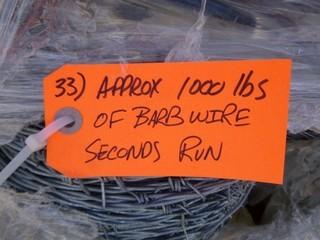 33) APPROX 1000 lbs
OF BARB WIRE
SECONDS RUN